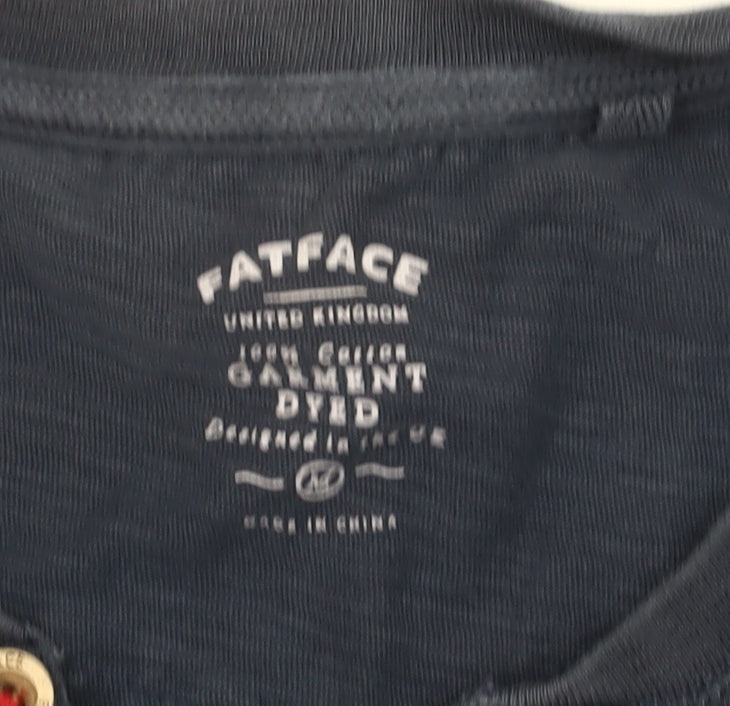 FATFACE
UNITED KINGDOM
100% Cotton
GARMENT
DYED
Designed in the UK
MADE IN CHINA